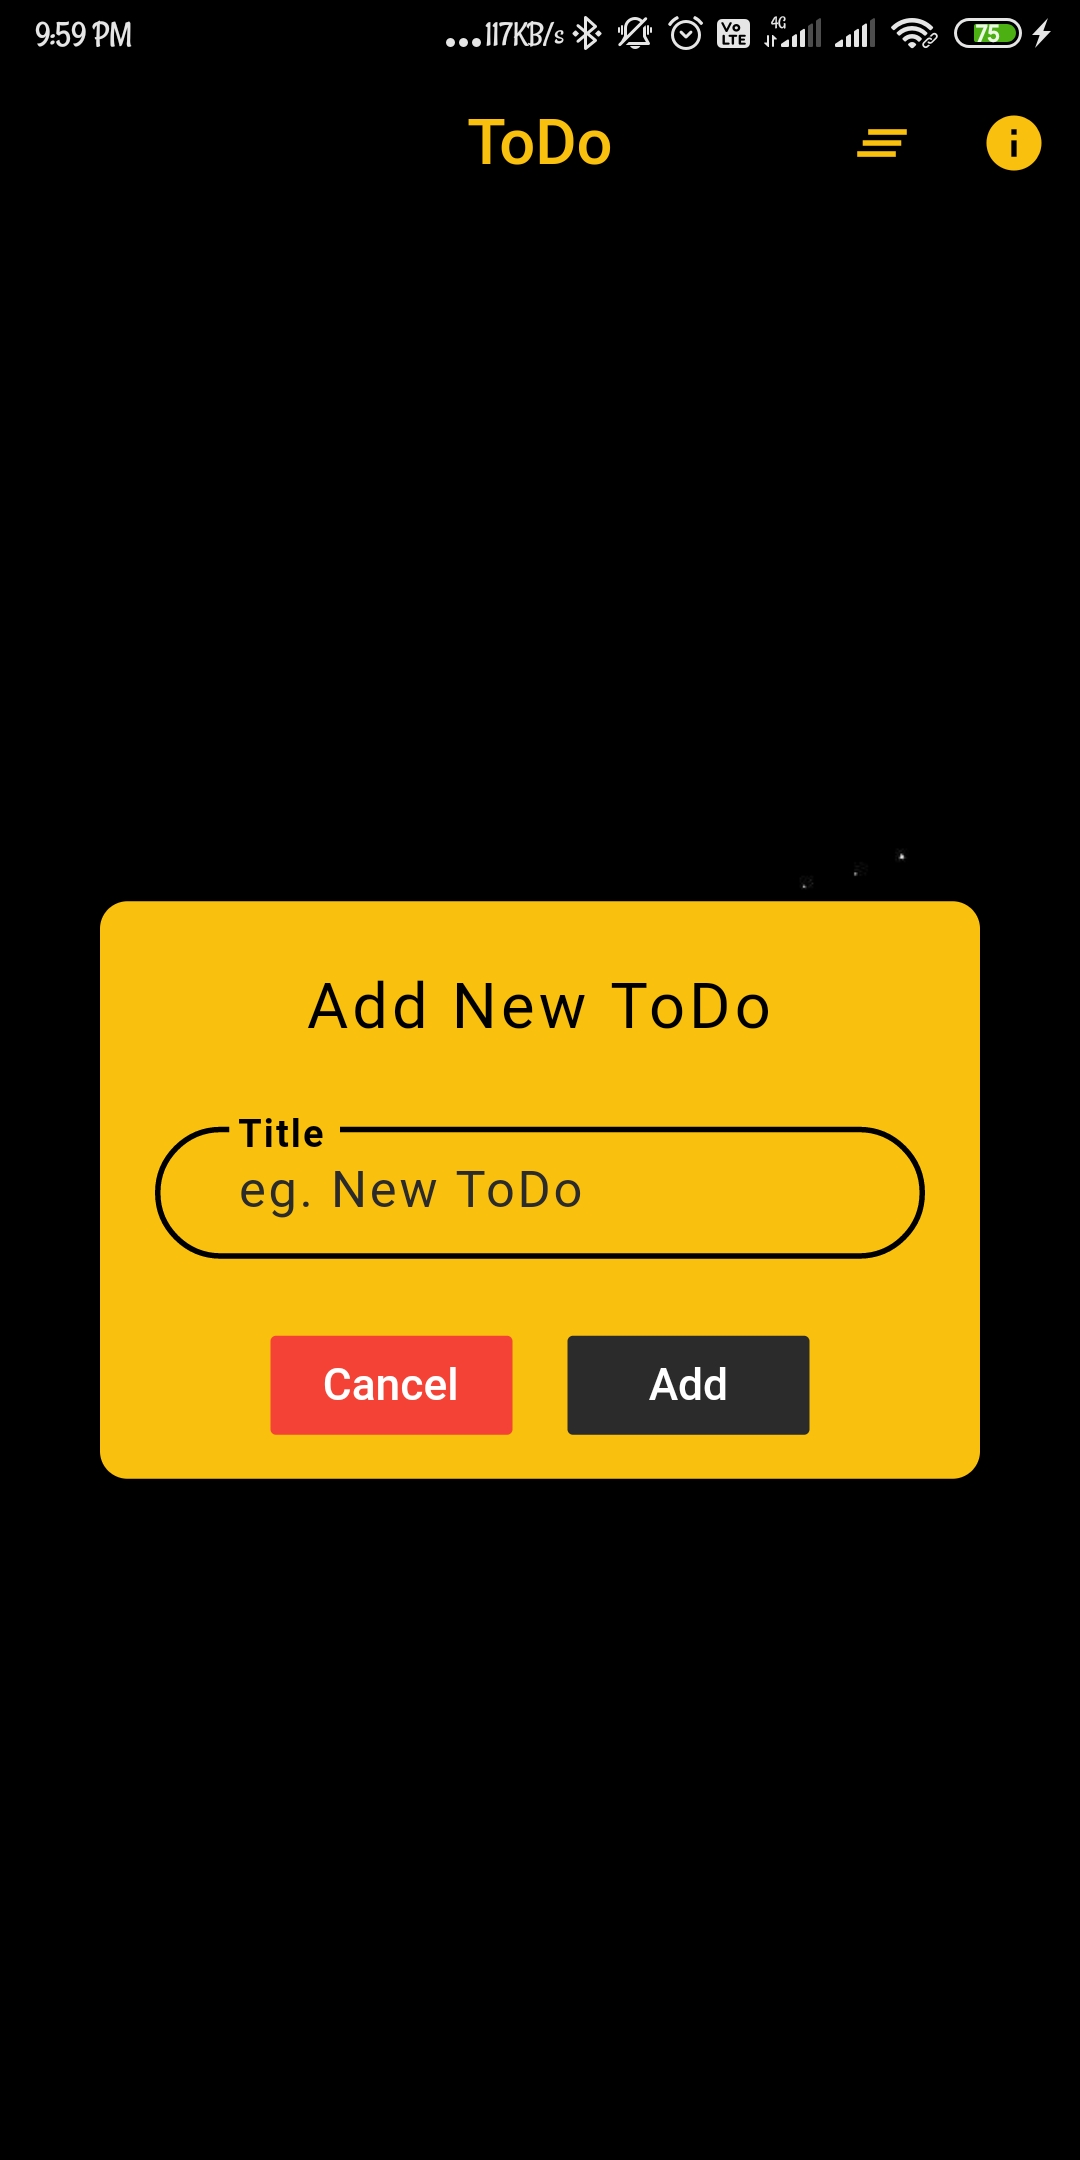 9:59 PM ...117KB/s Vo LTE 4G 75
ToDo
Add New ToDo
Title
eg. New ToDo
Cancel Add